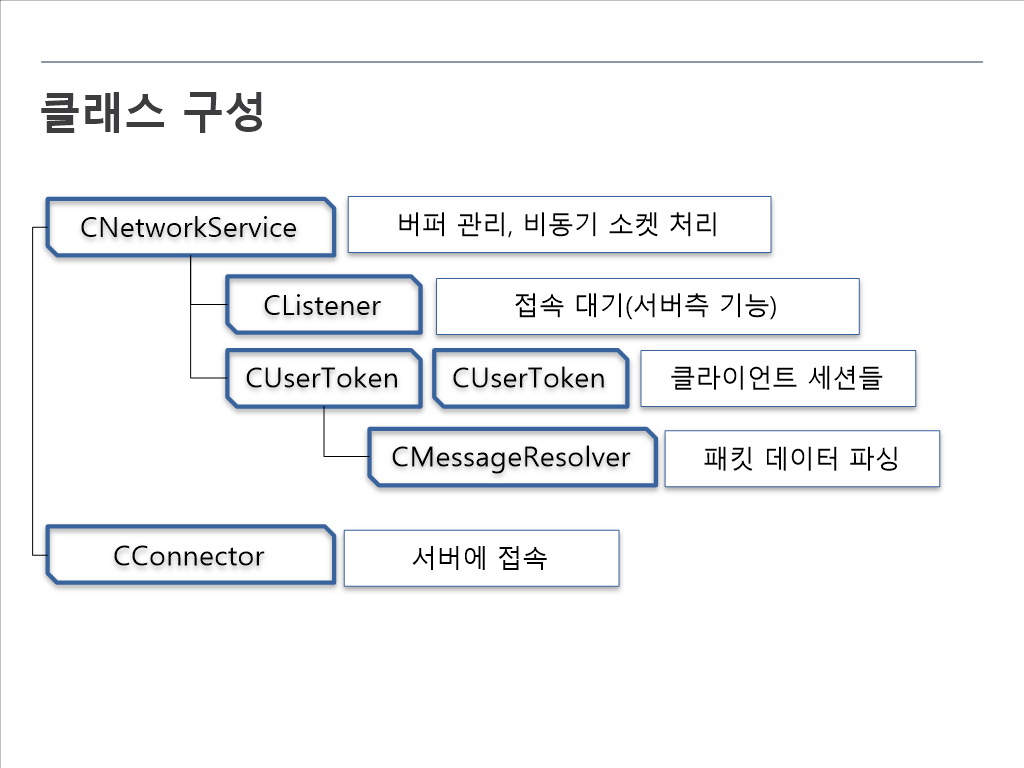 클래스 구성
CNetworkService
버퍼 관리, 비동기 소켓 처리
CListener
접속 대기(서버측 기능)
CUserToken
CUserToken
클라이언트 세션들
CMessageResolver
패킷 데이터 파싱
CConnector
서버에 접속